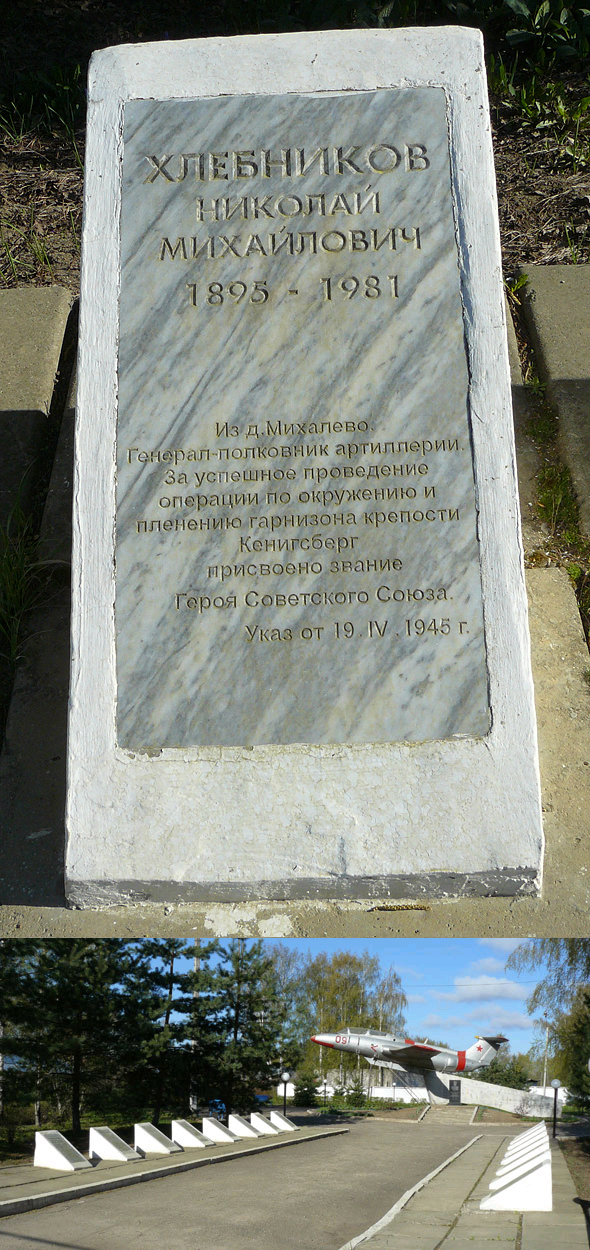 ХЛЕБНИКОВ
НИКОЛАЙ
МИХАЙЛОВИЧ
1895 - 1981
Из д.Михалево.
Генерал-полковник артиллерии.
За успешное проведение
операции по окружению и
пленению гарнизона крепости
Кенигсберг
присвоено звание
Героя Советского Союза.
Указ от 19.IV.1945 г.
091